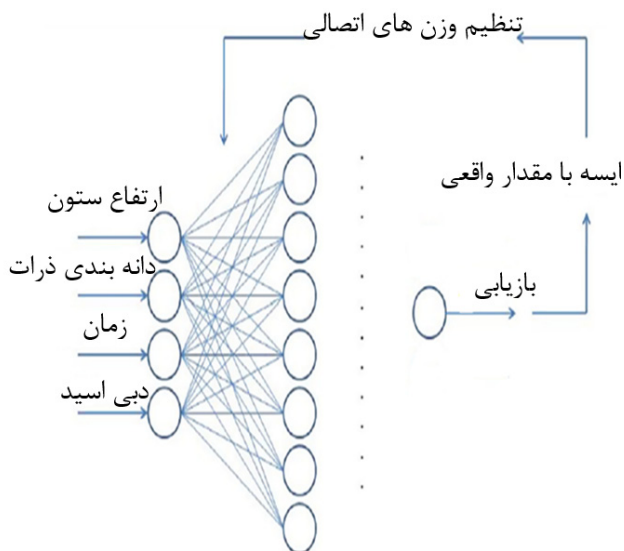 تنظیم وزن های اتصالی
ایسه با مقدار واقعی
ارتفاع ستون
دانه بندی ذرات
بازیابی
زمان
دبی اسید